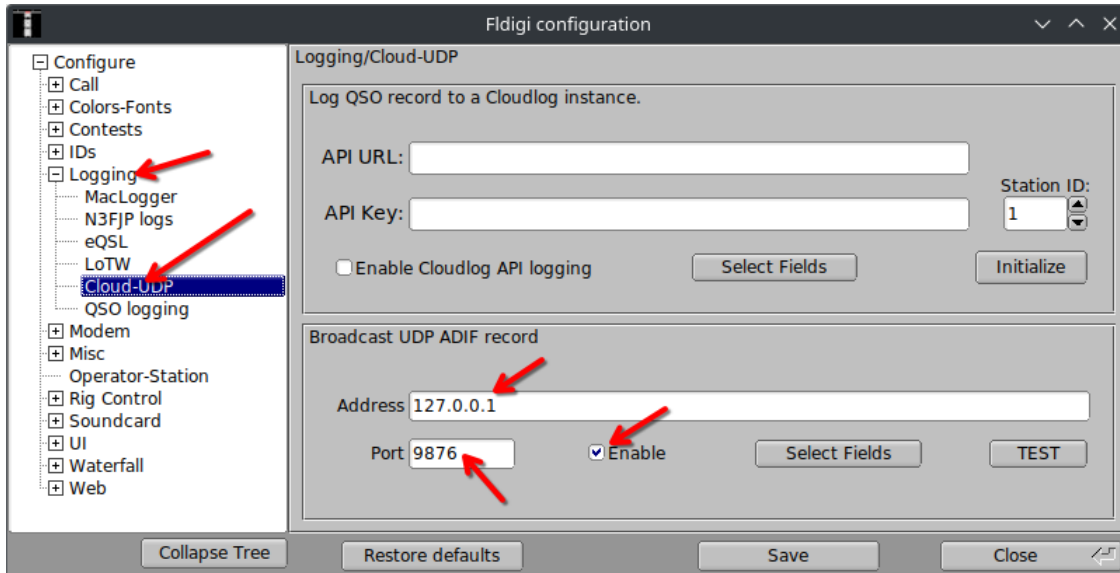 Fldigi configuration
Configure
Call
Colors-Fonts
Contests
IDs
Logging
MacLogger
N3FJP logs
eQSL
LoTW
Cloud-UDP
QSO logging
Modem
Misc
Operator-Station
Rig Control
Soundcard
UI
Waterfall
Web
Collapse Tree
Logging/Cloud-UDP
Log QSO record to a Cloudlog instance.
API URL:
Station ID:
API Key:
1
Enable Cloudlog API logging
Select Fields
Initialize
Broadcast UDP ADIF record
Address 127.0.0.1
Port 9876
Enable
Select Fields
TEST
Restore defaults
Save
Close